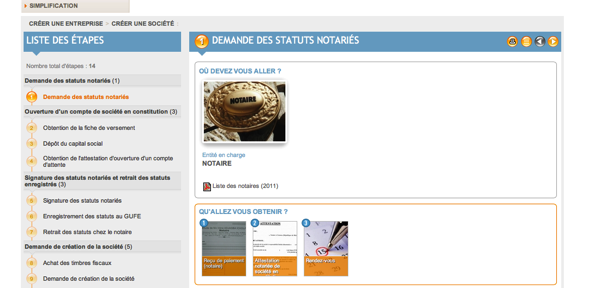 SIMPLIFICATION
CRÉER UNE ENTREPRISE > CRÉER UNE SOCIÉTÉ
LISTE DES ÉTAPES
Nombre total d'étapes : 14
Demande des statuts notariés (1)
1 Demande des statuts notariés
Ouverture d'un compte de société en constitution (3)
2 Obtention de la fiche de versement
3 Dépôt du capital social
4 Obtention de l'attestation d'ouverture d'un compte
d'attente
Signature des statuts notariés et retrait des statuts
enregistrés (3)
5 Signature des statuts notariés
6 Enregistrement des statuts au GUFE
7 Retrait des statuts chez le notaire
Demande de création de la société (5)
8 Achat des timbres fiscaux
9 Demande de création de la société
1 DEMANDE DES STATUTS NOTARIÉS
OÙ DEVEZ VOUS ALLER ?
NOTAIRE
Entité en charge
NOTAIRE
Liste des notaires (2011)
QU'ALLEZ VOUS OBTENIR ?
1 2 3
Reçu de paiement
(notaire)
Attestation
notariée de
société en
Rendez-vous